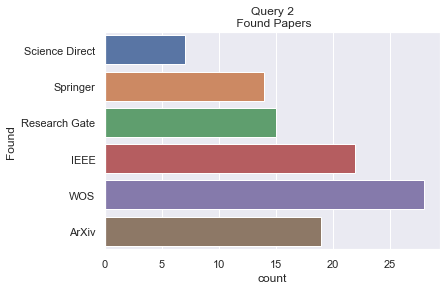 Query 2
Found Papers
Science Direct
Springer
Research Gate
IEEE
WOS
ArXiv
Found
0 5 10 15 20 25
count